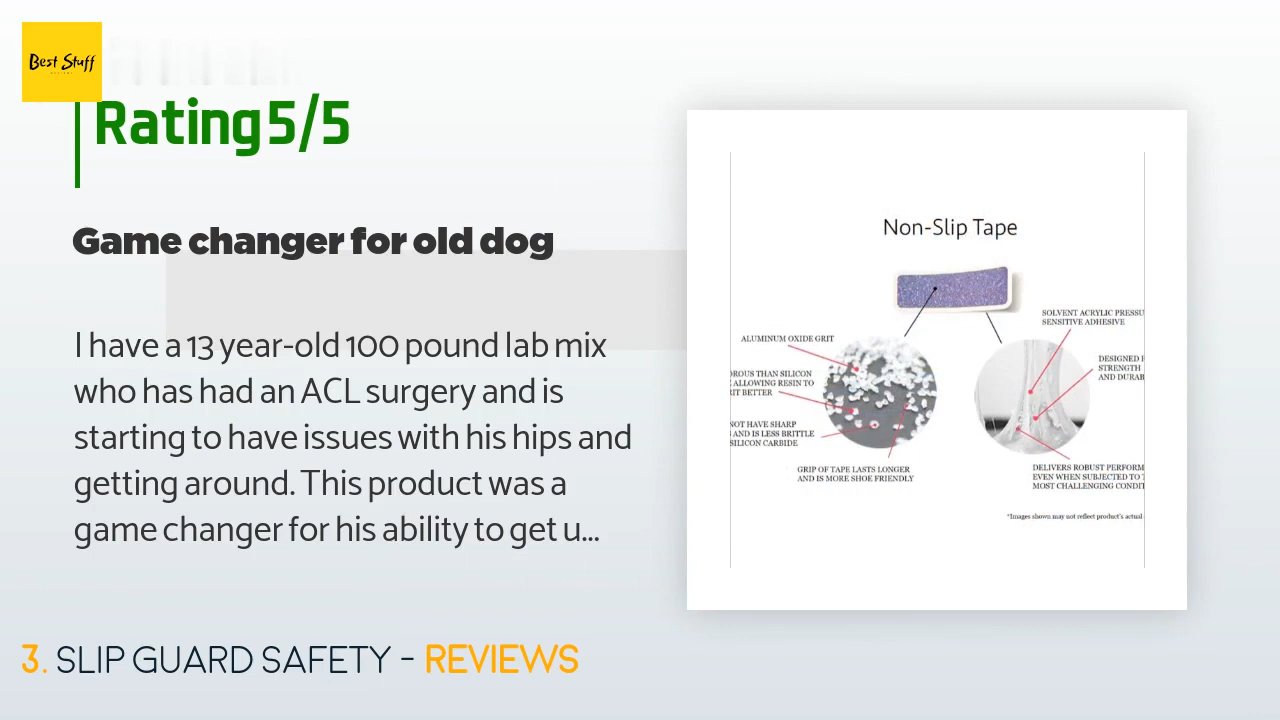 Best Stuff
Rating 5/5
Game changer for old dog
I have a 13 year-old 100 pound lab mix
who has had an ACL surgery and is
starting to have issues with his hips and
getting around. This product was a
game changer for his ability to get u...
Non-Slip Tape
SOLVENT ACRYLIC PRESSU
SENSITIVE ADHESIVE
ALUMINUM OXIDE GRIT
DESIGNED
STRENGTH
AND DURAB
OROUS THAN SILICON
ALLOWING RESIN TO
RIT BETTER
NOT HAVE SHARP
AND IS LESS BRITTLE
SILICON CARBIDE
GRIP OF TAPE LASTS LONGER
AND IS MORE SHOE FRIENDLY
DELIVERS ROBUST PERFORM
EVEN WHEN SUBJECTED TO
MOST CHALLENGING CONDIT
*Images shown may not reflect product's actual
3. SLIP GUARD SAFETY - REVIEWS